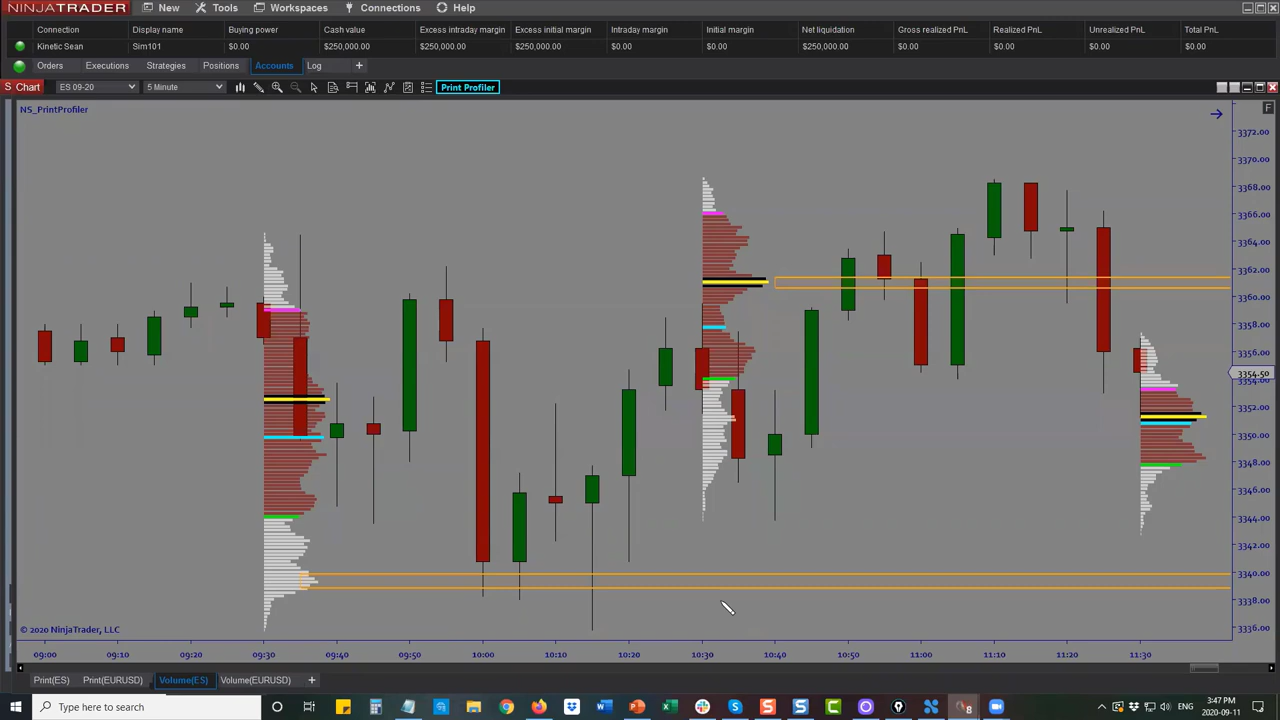 NINJATRADER New Tools Workspaces Connections Help
Connection Display name Buying power Cash value Excess intraday margin Excess initial margin Intraday margin Initial margin Net liquidation Gross realized PnL Realized PnL Unrealized PnL Total PnL
Kinetic Sean Sim101 $0.00 $250,000.00 $250,000.00 $250,000.00 $0.00 $0.00 $250,000.00 $0.00 $0.00 $0.00 $0.00
Orders Executions Strategies Positions Accounts Log +
S Chart ES 09-20 5 Minute Print Profiler
NS_PrintProfiler
F
3372.00
3370.00
3368.00
3366.00
3364.00
3362.00
3360.00
3358.00
3356.00
3354.50
3354.00
3352.00
3350.00
3348.00
3346.00
3344.00
3342.00
3340.00
3338.00
3336.00
© 2020 NinjaTrader, LLC
09:00 09:10 09:20 09:30 09:40 09:50 10:00 10:10 10:20 10:30 10:40 10:50 11:00 11:10 11:20 11:30
Print(ES) Print(EURUSD) Volume(ES) Volume(EURUSD) +
Type here to search
3:47 PM
2020-09-11